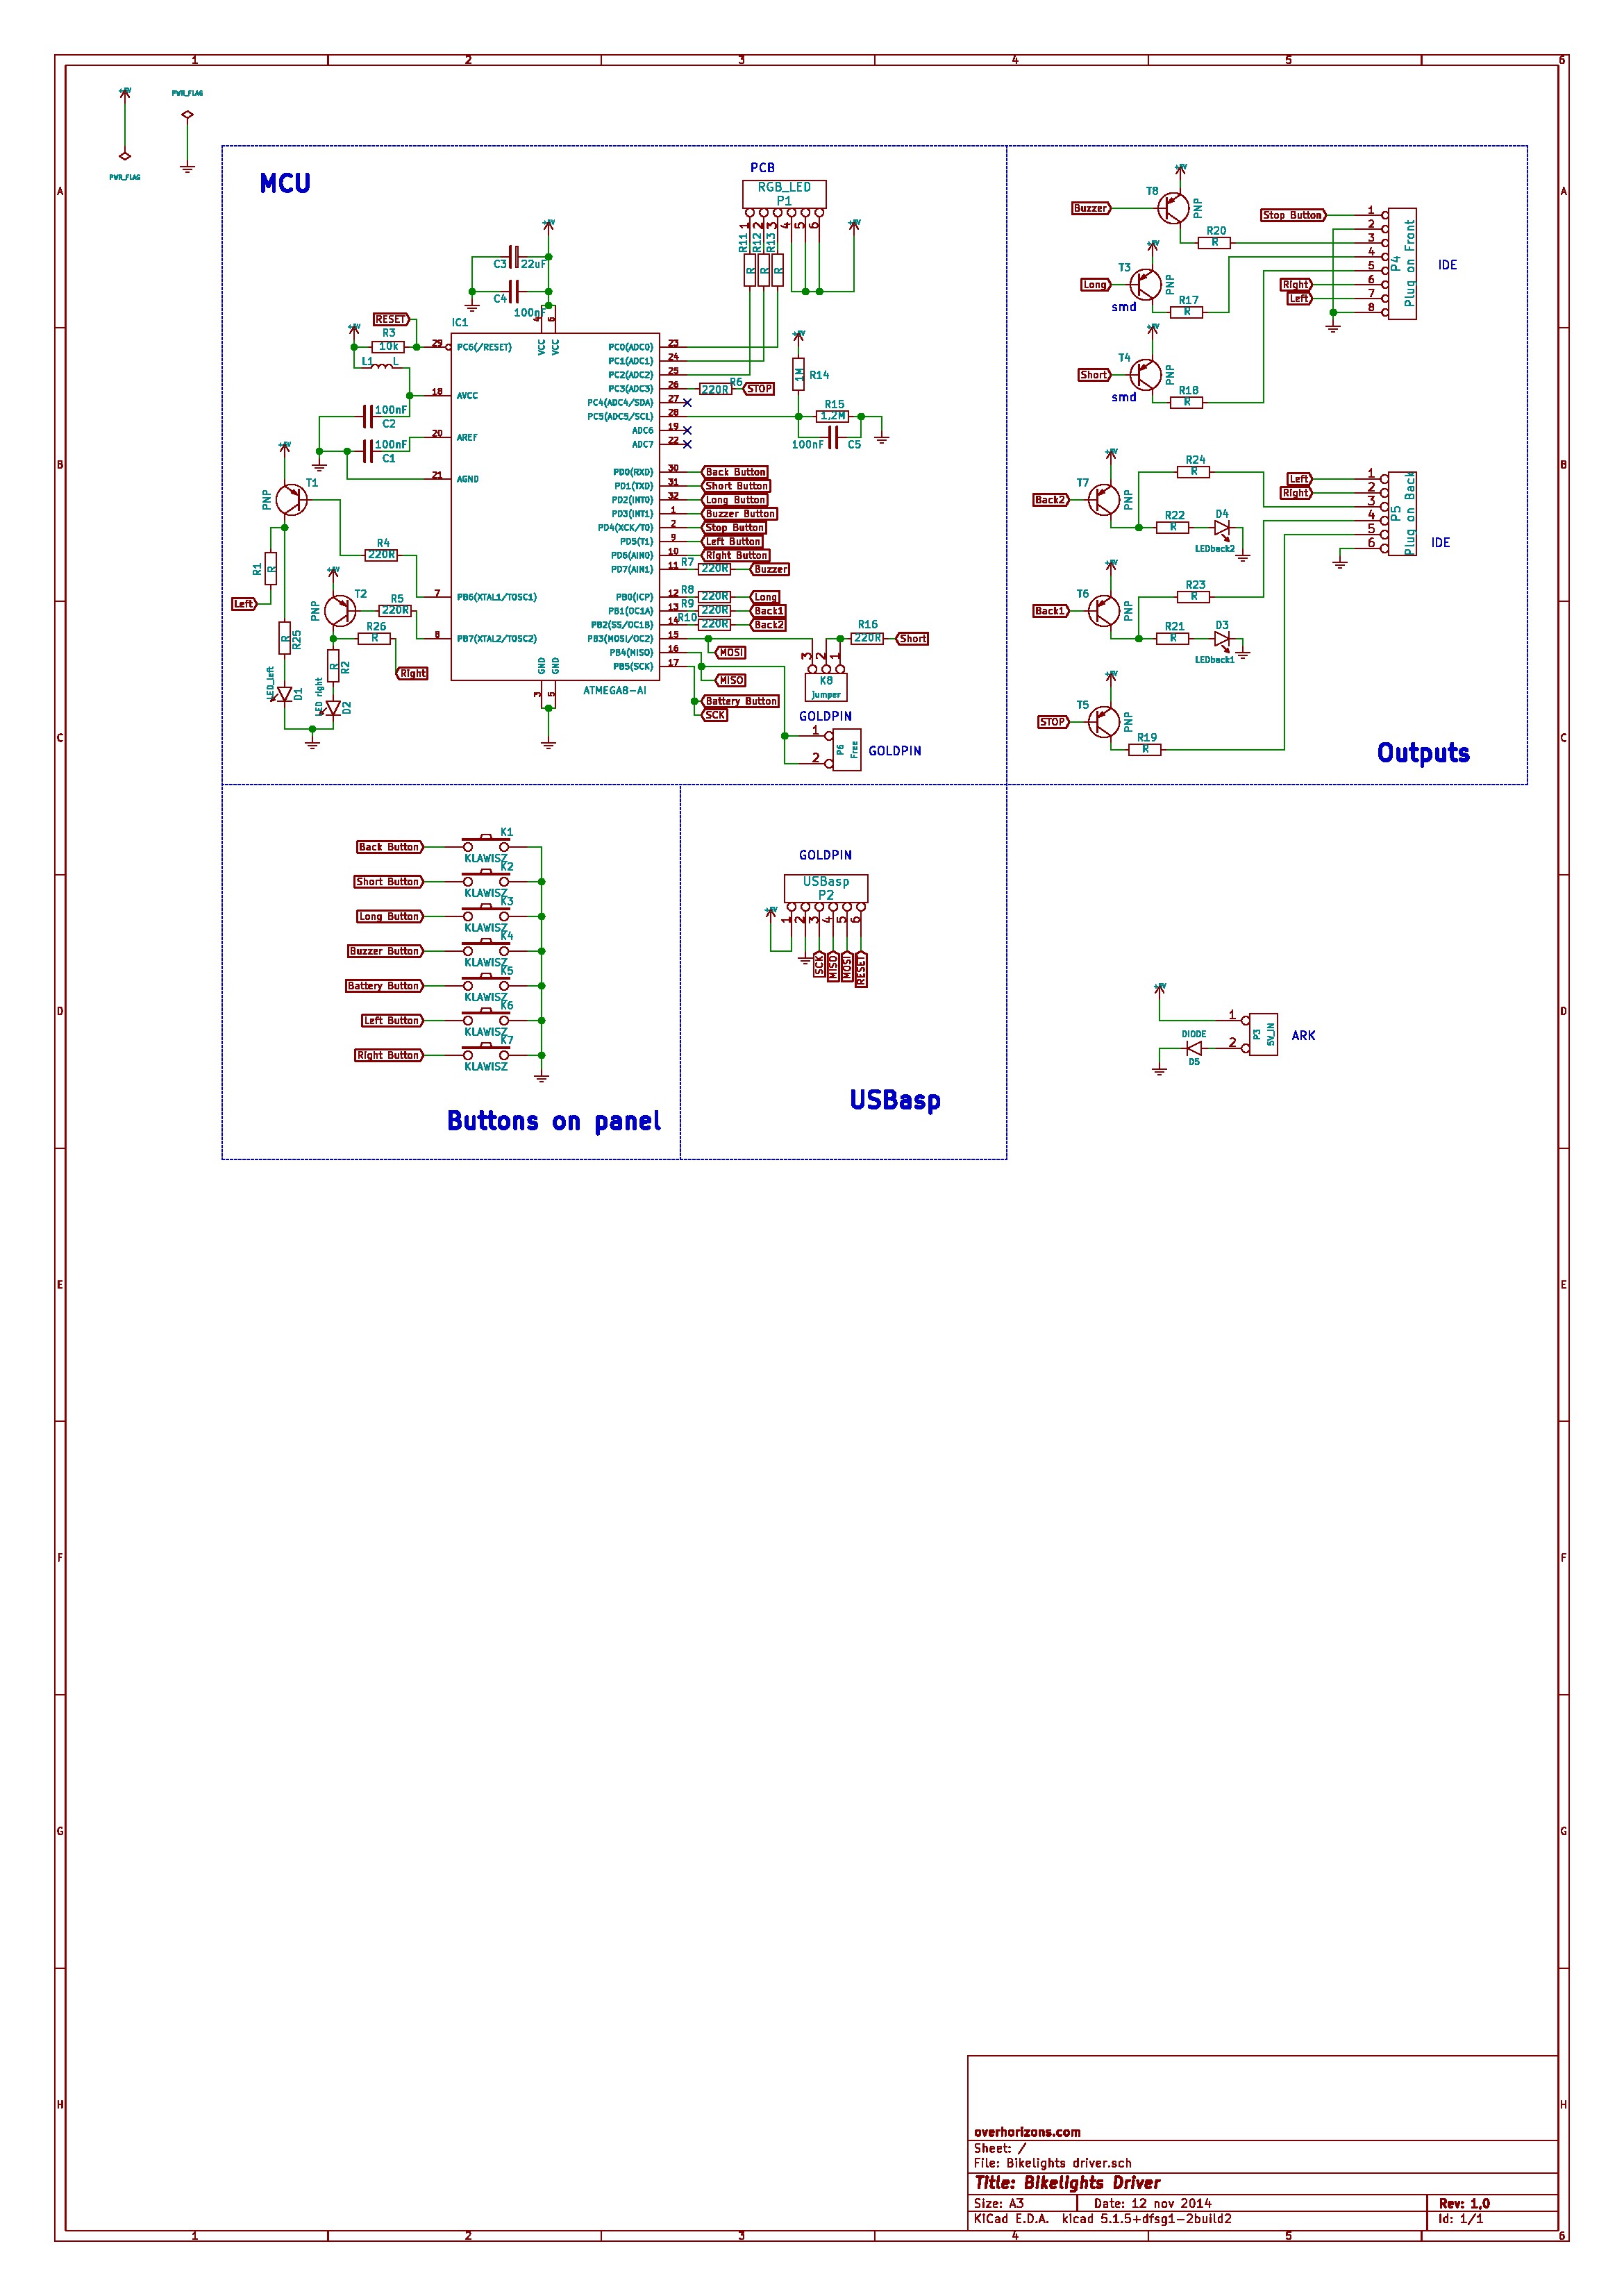 1 2 3 4 5 6
A
B
C
D
E
F
G
H
+5V
PWR_FLAG
PWR_FLAG
MCU
PCB
RGB_LED
P1
1 2 3 4 5 6
R11 R12 R13
R R R
+5V
+5V
C3 22uF
C4
100nF
IC1
RESET
+5V
R3
10k
L1 L
100nF
C2
100nF
C1
29 PC6(/RESET)
18 AVCC
20 AREF
21 AGND
7 PB6(XTAL1/TOSC1)
8 PB7(XTAL2/TOSC2)
4 6
VCC VCC
GND GND
3 5
ATMEGA8-AI
PC0(ADC0) 23
PC1(ADC1) 24
PC2(ADC2) 25
PC3(ADC3) 26
PC4(ADC4/SDA) 27
PC5(ADC5/SCL) 28
ADC6 19
ADC7 22
PD0(RXD) 30
PD1(TXD) 31
PD2(INT0) 32
PD3(INT1) 1
PD4(XCK/T0) 2
PD5(T1) 9
PD6(AIN0) 10
PD7(AIN1) 11
PB0(ICP) 12
PB1(OC1A) 13
PB2(SS/OC1B) 14
PB3(MOSI/OC2) 15
PB4(MISO) 16
PB5(SCK) 17
R6
220R
STOP
+5V
1M
R14
R15
1,2M
100nF C5
Back Button
Short Button
Long Button
Buzzer Button
Stop Button
Left Button
Right Button
R7
220R
Buzzer
R8
220R
Long
R9
220R
Back1
R10
220R
Back2
R16
220R
Short
MOSI
MISO
Battery Button
SCK
3 2 1
K8
jumper
GOLDPIN
1
2
P6
Free
GOLDPIN
+5V
T1
PNP
R1
R
Left
R4
220R
+5V
T2
PNP
R5
220R
R26
R
Right
R
R25
R
R2
LED_left
D1
LED right
D2
+5V
T8
PNP
Buzzer
R20
R
+5V
T3
PNP
Long
smd
R17
R
+5V
T4
PNP
Short
smd
R18
R
Stop Button
Right
Left
1
2
3
4
5
6
7
8
P4
Plug on Front
IDE
+5V
T7
PNP
Back2
R24
R
R22
R
D4
LEDback2
+5V
T6
PNP
Back1
R23
R
R21
R
D3
LEDback1
+5V
T5
PNP
STOP
R19
R
Left
Right
1
2
3
4
5
6
P5
Plug on Back
IDE
Outputs
Back Button
K1
KLAWISZ
Short Button
K2
KLAWISZ
Long Button
K3
KLAWISZ
Buzzer Button
K4
KLAWISZ
Battery Button
K5
KLAWISZ
Left Button
K6
KLAWISZ
Right Button
K7
KLAWISZ
Buttons on panel
GOLDPIN
USBasp
P2
1 2 3 4 5 6
+5V
SCK
MISO
MOSI
RESET
USBasp
+5V
1
2
P3
5V_IN
ARK
DIODE
D5
overhorizons.com
Sheet: /
File: Bikelights driver.sch
Title: Bikelights Driver
Size: A3 Date: 12 nov 2014 Rev: 1,0
KiCad E.D.A. kicad 5.1.5+dfsg1-2build2 Id: 1/1
A
B
C
D
E
F
G
H
1 2 3 4 5 6